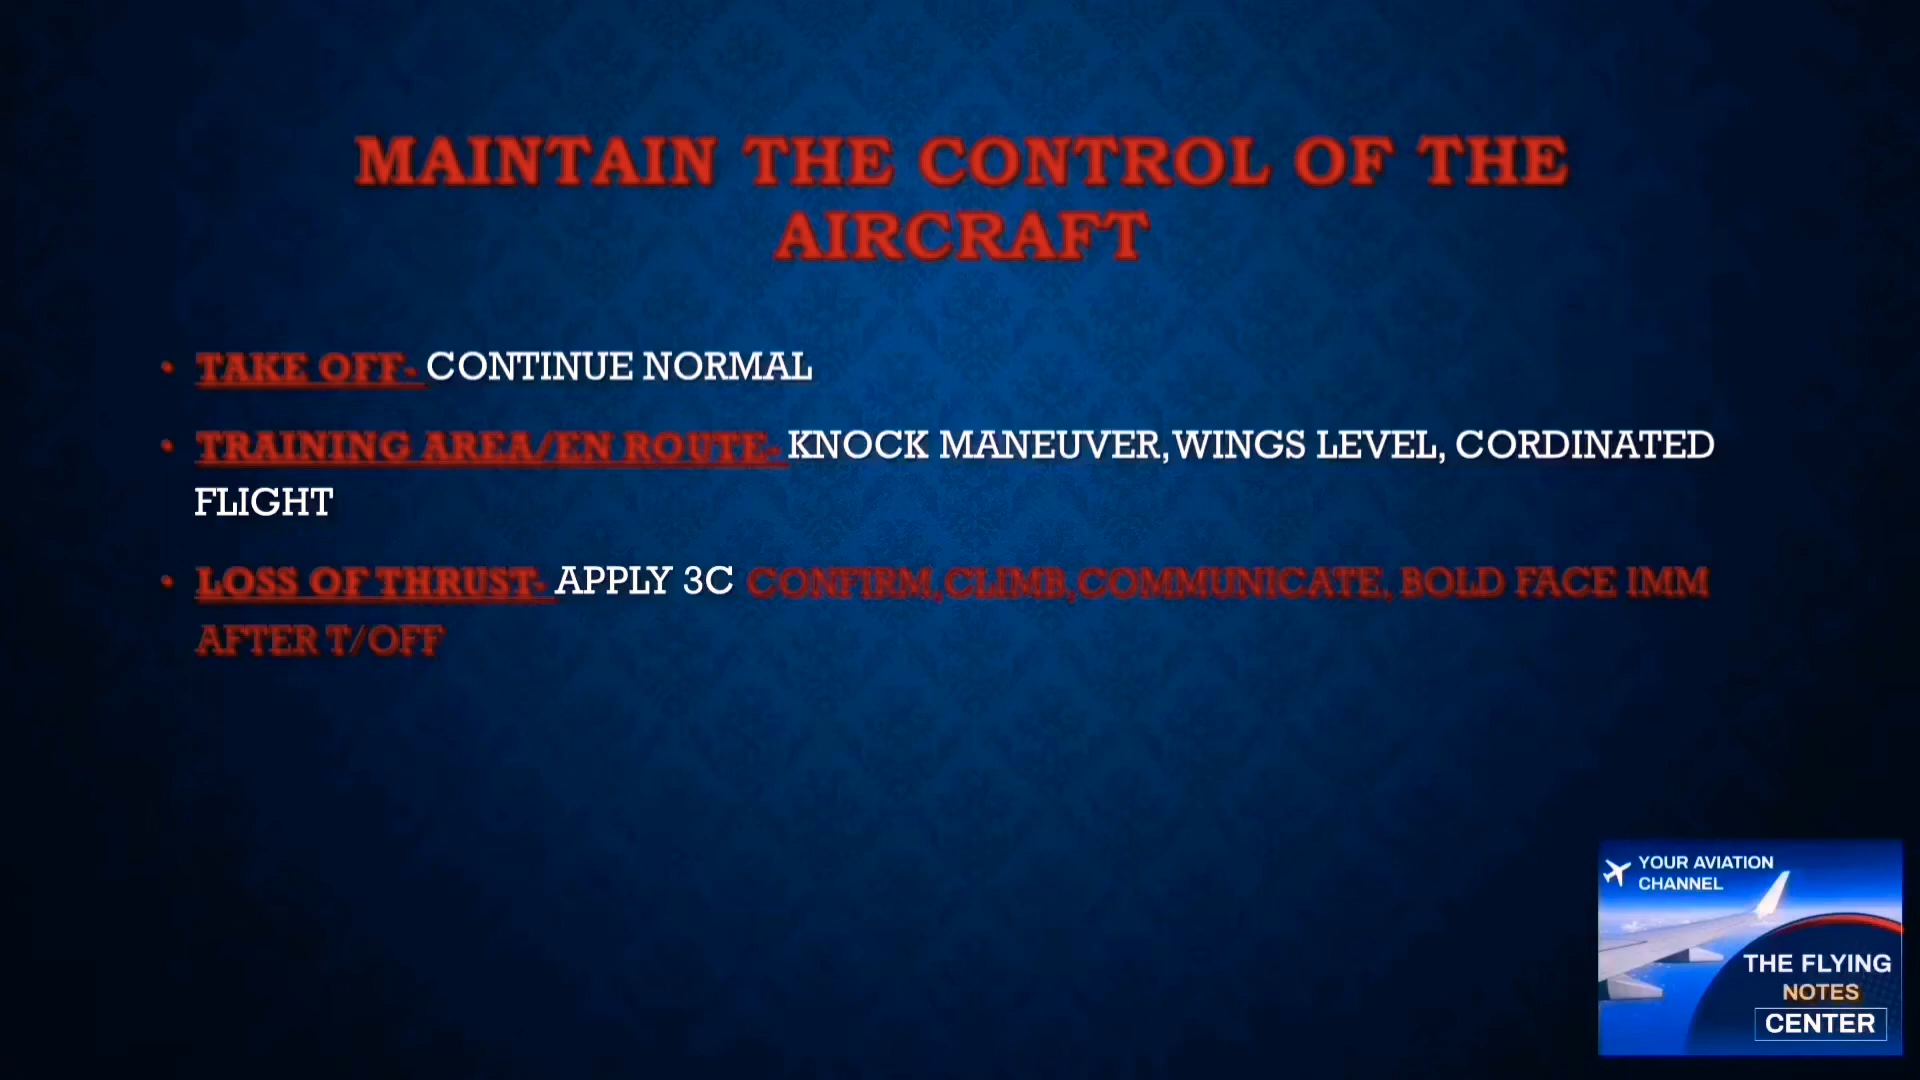 MAINTAIN THE CONTROL OF THE
AIRCRAFT
• TAKE OFF- CONTINUE NORMAL
• TRAINING AREA/EN ROUTE- KNOCK MANEUVER,WINGS LEVEL, CORDINATED
FLIGHT
• LOSS OF THRUST- APPLY 3C CONFIRM,CLIMB,COMMUNICATE, BOLD FACE IMM
AFTER T/OFF
YOUR AVIATION
CHANNEL
THE FLYING
NOTES
CENTER